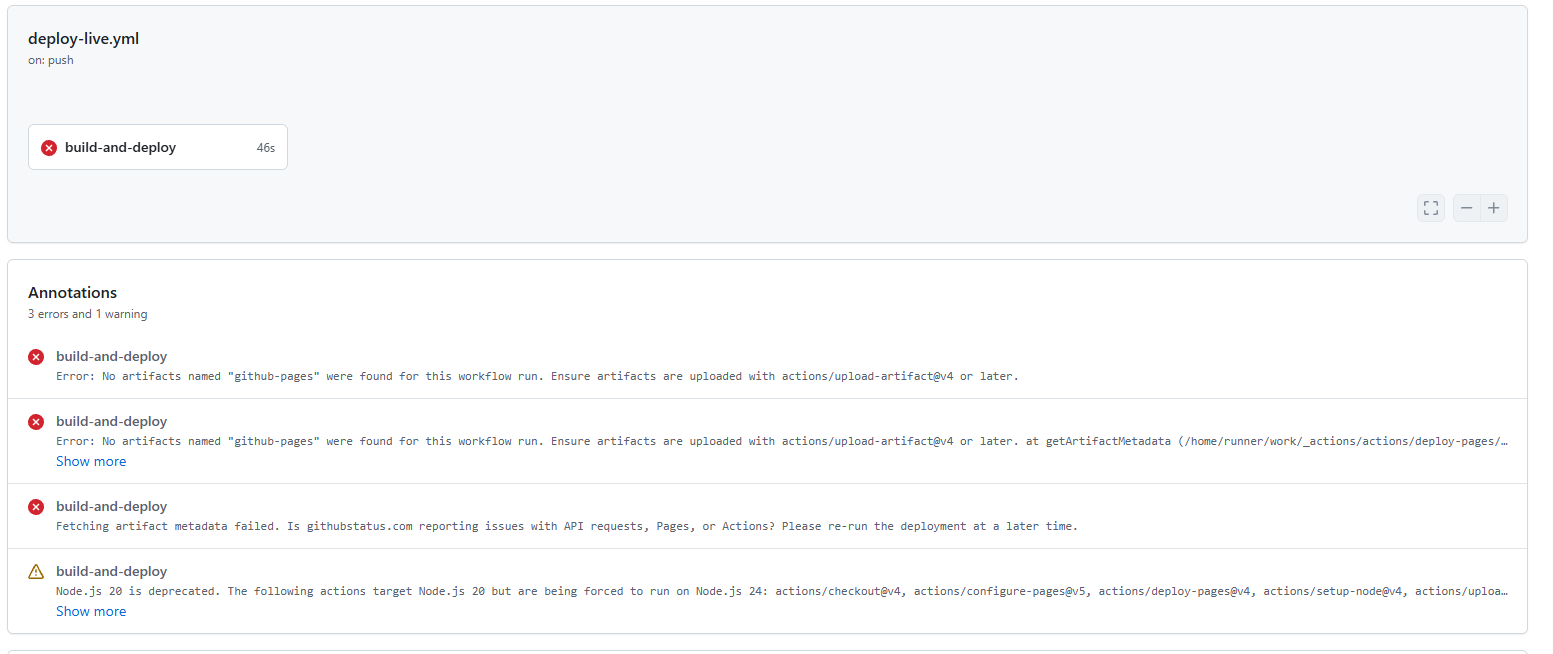 deploy-live.yml
on: push
build-and-deploy 46s
Annotations
3 errors and 1 warning
build-and-deploy
Error: No artifacts named "github-pages" were found for this workflow run. Ensure artifacts are uploaded with actions/upload-artifact@v4 or later.
build-and-deploy
Error: No artifacts named "github-pages" were found for this workflow run. Ensure artifacts are uploaded with actions/upload-artifact@v4 or later. at getArtifactMetadata (/home/runner/work/_actions/actions/deploy-pages/…
Show more
build-and-deploy
Fetching artifact metadata failed. Is githubstatus.com reporting issues with API requests, Pages, or Actions? Please re-run the deployment at a later time.
build-and-deploy
Node.js 20 is deprecated. The following actions target Node.js 20 but are being forced to run on Node.js 24: actions/checkout@v4, actions/configure-pages@v5, actions/deploy-pages@v4, actions/setup-node@v4, actions/uploa…
Show more